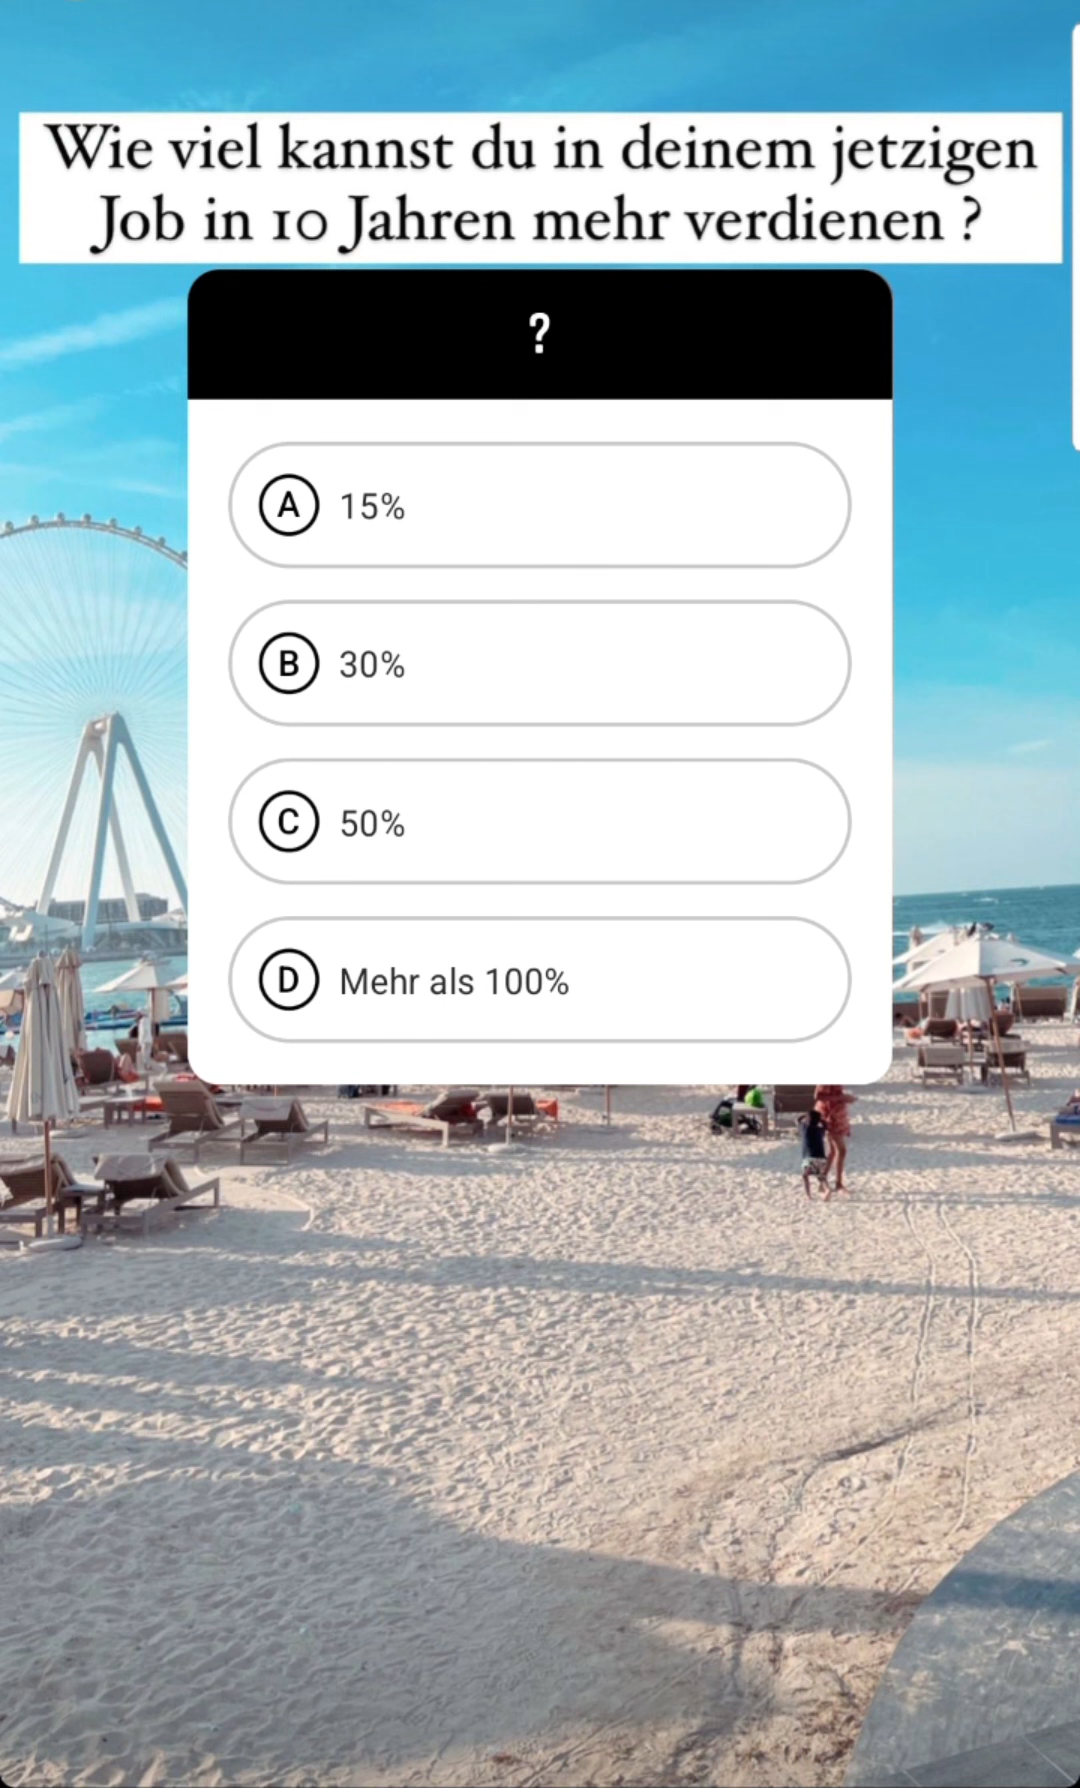 Wie viel kannst du in deinem jetzigen
Job in 10 Jahren mehr verdienen ?
?
A 15%
B 30%
C 50%
D Mehr als 100%